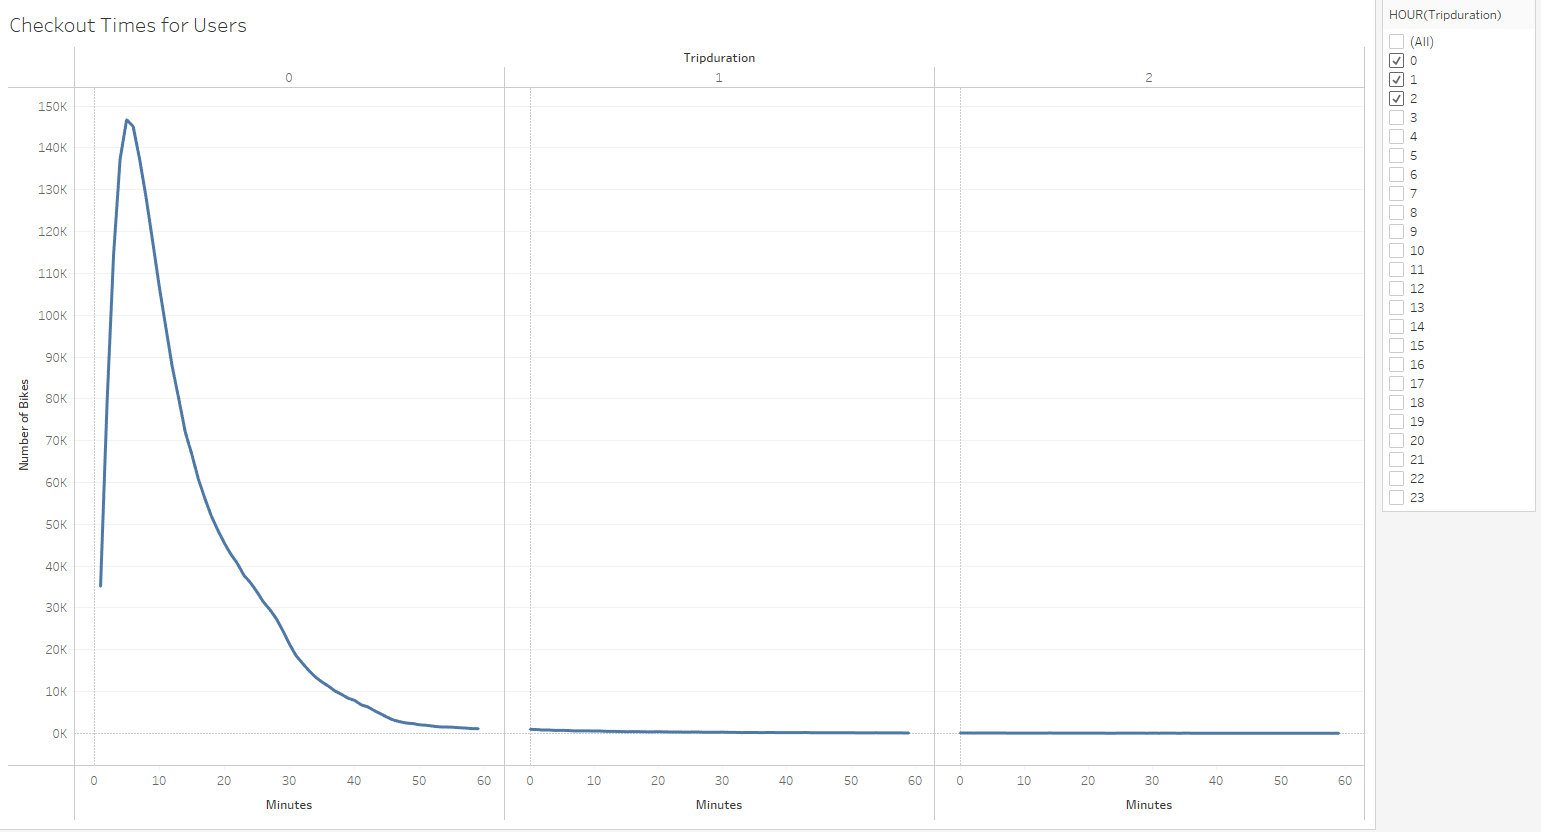 Checkout Times for Users
Tripduration
0 1 2
150K
140K
130K
120K
110K
100K
90K
80K
70K
60K
50K
40K
30K
20K
10K
0K
Number of Bikes
0 10 20 30 40 50 60 0 10 20 30 40 50 60 0 10 20 30 40 50 60
Minutes Minutes Minutes
HOUR(Tripduration)
(All)
0
1
2
3
4
5
6
7
8
9
10
11
12
13
14
15
16
17
18
19
20
21
22
23